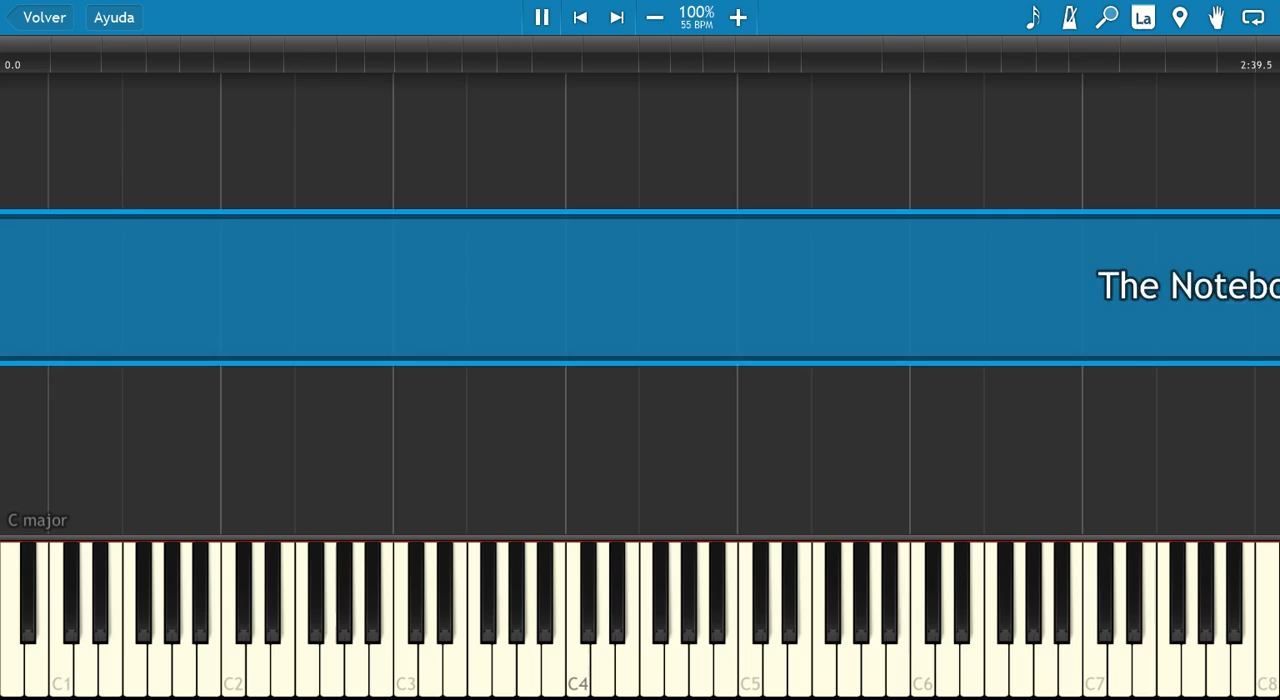 Volver Ayuda 100% La
55 BPM
0.0 2:39.5
The Notebo
C major
C1 C2 C3 C4 C5 C6 C7 C8